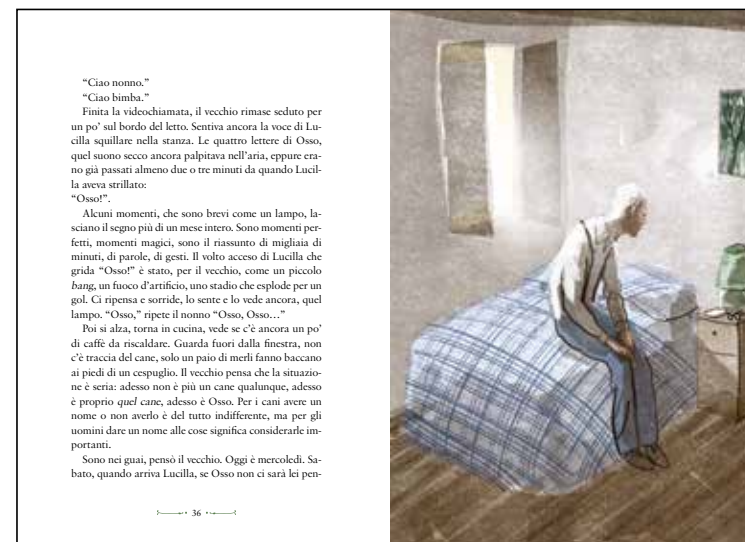 “Ciao nonno.”
“Ciao bimba.”
Finita la videochiamata, il vecchio rimase seduto per
un po’ sul bordo del letto. Sentiva ancora la voce di Lu-
cilla squillare nella stanza. Le quattro lettere di Osso,
quel suono secco ancora palpitava nell’aria, eppure era-
no già passati almeno due o tre minuti da quando Lucil-
la aveva strillato:
“Osso!”.
Alcuni momenti, che sono brevi come un lampo, la-
sciano il segno più di un mese intero. Sono momenti per-
fetti, momenti magici, sono il riassunto di migliaia di
minuti, di parole, di gesti. Il volto acceso di Lucilla che
grida “Osso!” è stato, per il vecchio, come un piccolo
bang, un fuoco d’artificio, uno stadio che esplode per un
gol. Ci ripensa e sorride, lo sente e lo vede ancora, quel
lampo. “Osso,” ripete il nonno “Osso, Osso…”
Poi si alza, torna in cucina, vede se c’è ancora un po’
di caffè da riscaldare. Guarda fuori dalla finestra, non
c’è traccia del cane, solo un paio di merli fanno baccano
ai piedi di un cespuglio. Il vecchio pensa che la situazio-
ne è seria: adesso non è più un cane qualunque, adesso
è proprio quel cane, adesso è Osso. Per i cani avere un
nome o non averlo è del tutto indifferente, ma per gli
uomini dare un nome alle cose significa considerarle im-
portanti.
Sono nei guai, pensò il vecchio. Oggi è mercoledì. Sa-
bato, quando arriva Lucilla, se Osso non ci sarà lei pen-
36